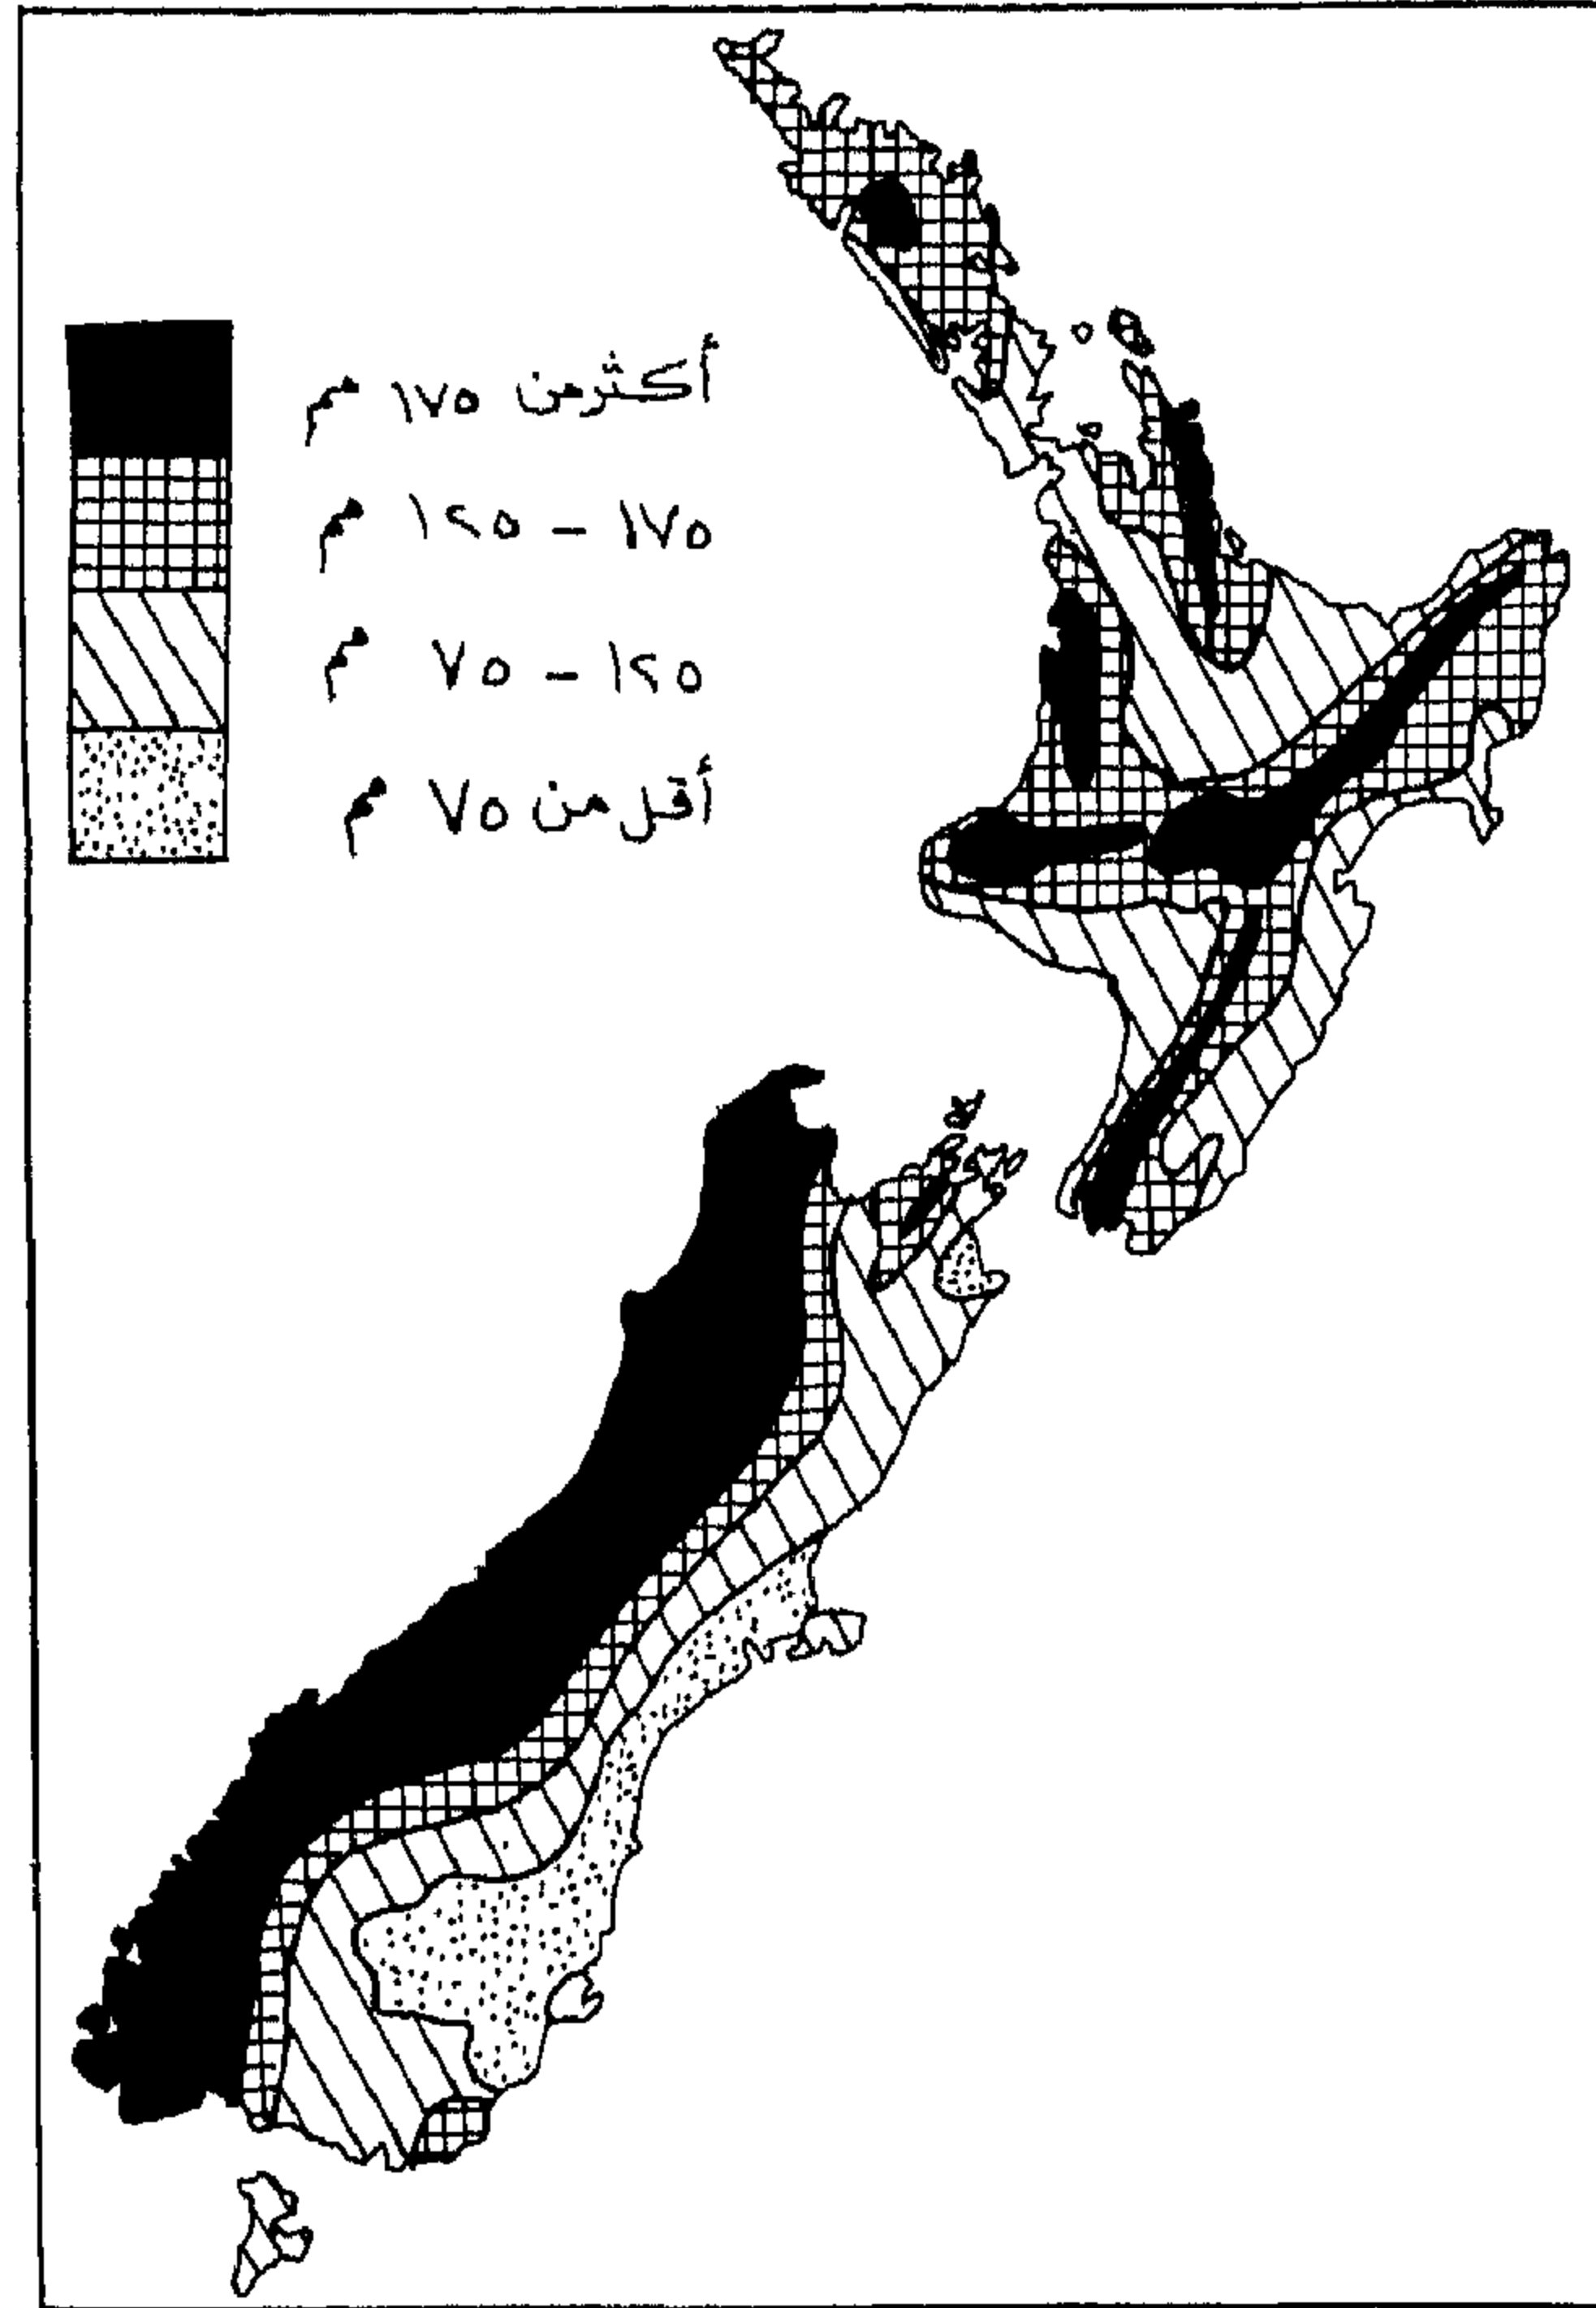 أكثر من ١٧٥ مم
١٧٥ – ١٢٥ مم
١٢٥ – ٧٥ مم
أقل من ٧٥ مم